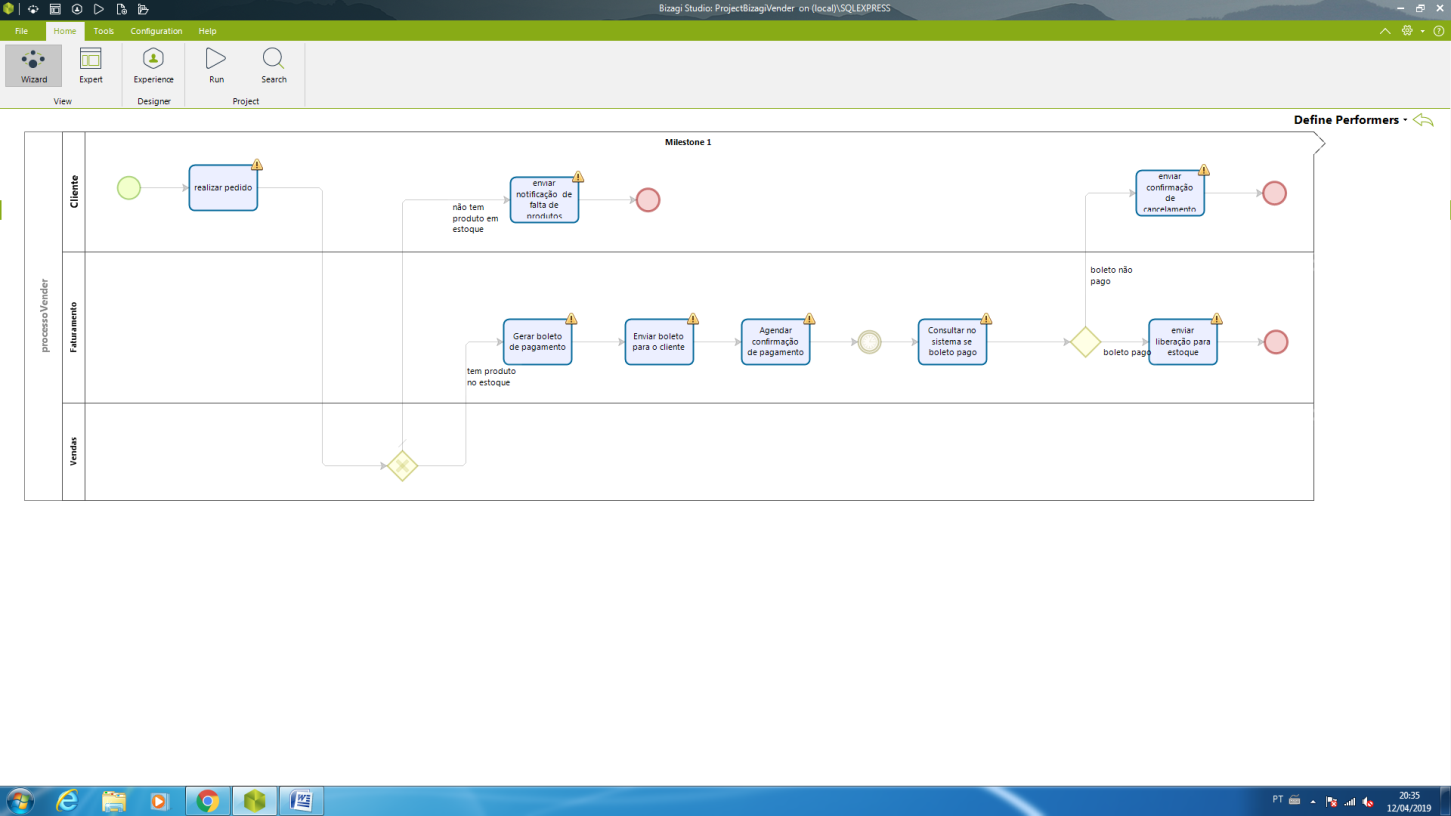 Bizagi Studio: ProjectBizagiVender on (local)\SQLEXPRESS
File Home Tools Configuration Help
Wizard Expert Experience Run Search
View Designer Project
Define Performers
Milestone 1
processoVender
Cliente
realizar pedido
não tem
produto em
estoque
enviar
notificação de
falta de
produtos
enviar
confirmação
de
cancelamento
Faturamento
boleto não
pago
Gerar boleto
de pagamento
Enviar boleto
para o cliente
Agendar
confirmação
de pagamento
Consultar no
sistema se
boleto pago
boleto pago
enviar
liberação para
estoque
tem produto
no estoque
Vendas
PT
20:35
12/04/2019